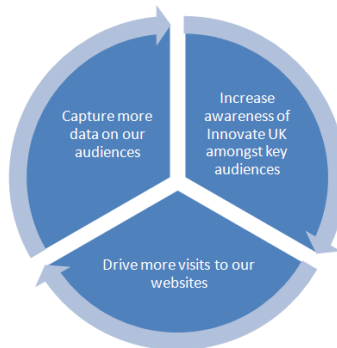 Capture more
data on our
audiences
Increase
awareness of
Innovate UK
amongst key
audiences
Drive more visits to our
websites